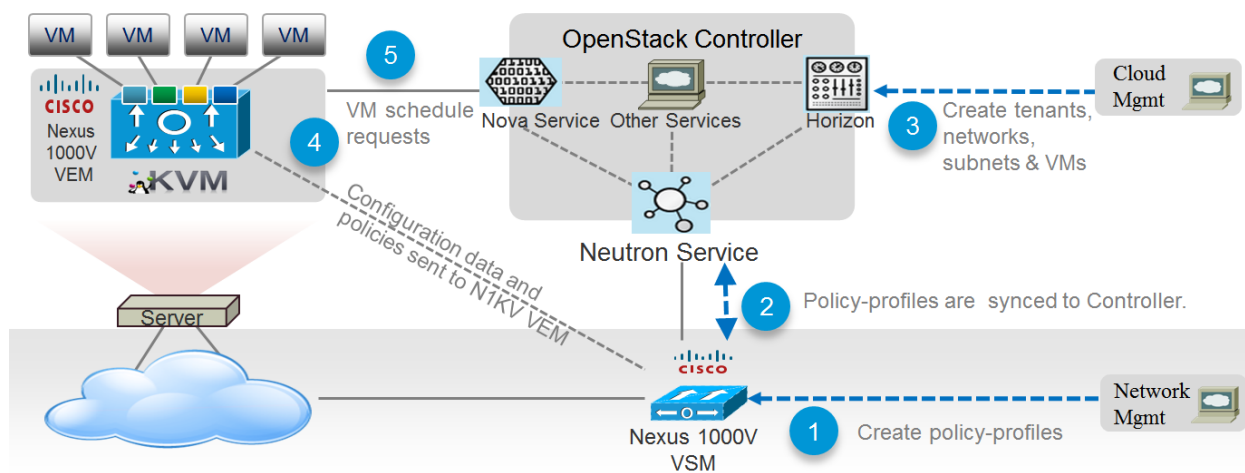 VM
VM
VM
VM
CISCO
Nexus
1000V
VEM
KVM
5
VM schedule
requests
4
OpenStack Controller
Nova Service
Other Services
Horizon
Neutron Service
3
Create tenants,
networks,
subnets & VMs
Cloud
Mgmt
Configuration data and
policies sent to N1KV VEM
2
Policy-profiles are synced to Controller.
Server
CISCO
Nexus 1000V
VSM
1
Create policy-profiles
Network
Mgmt